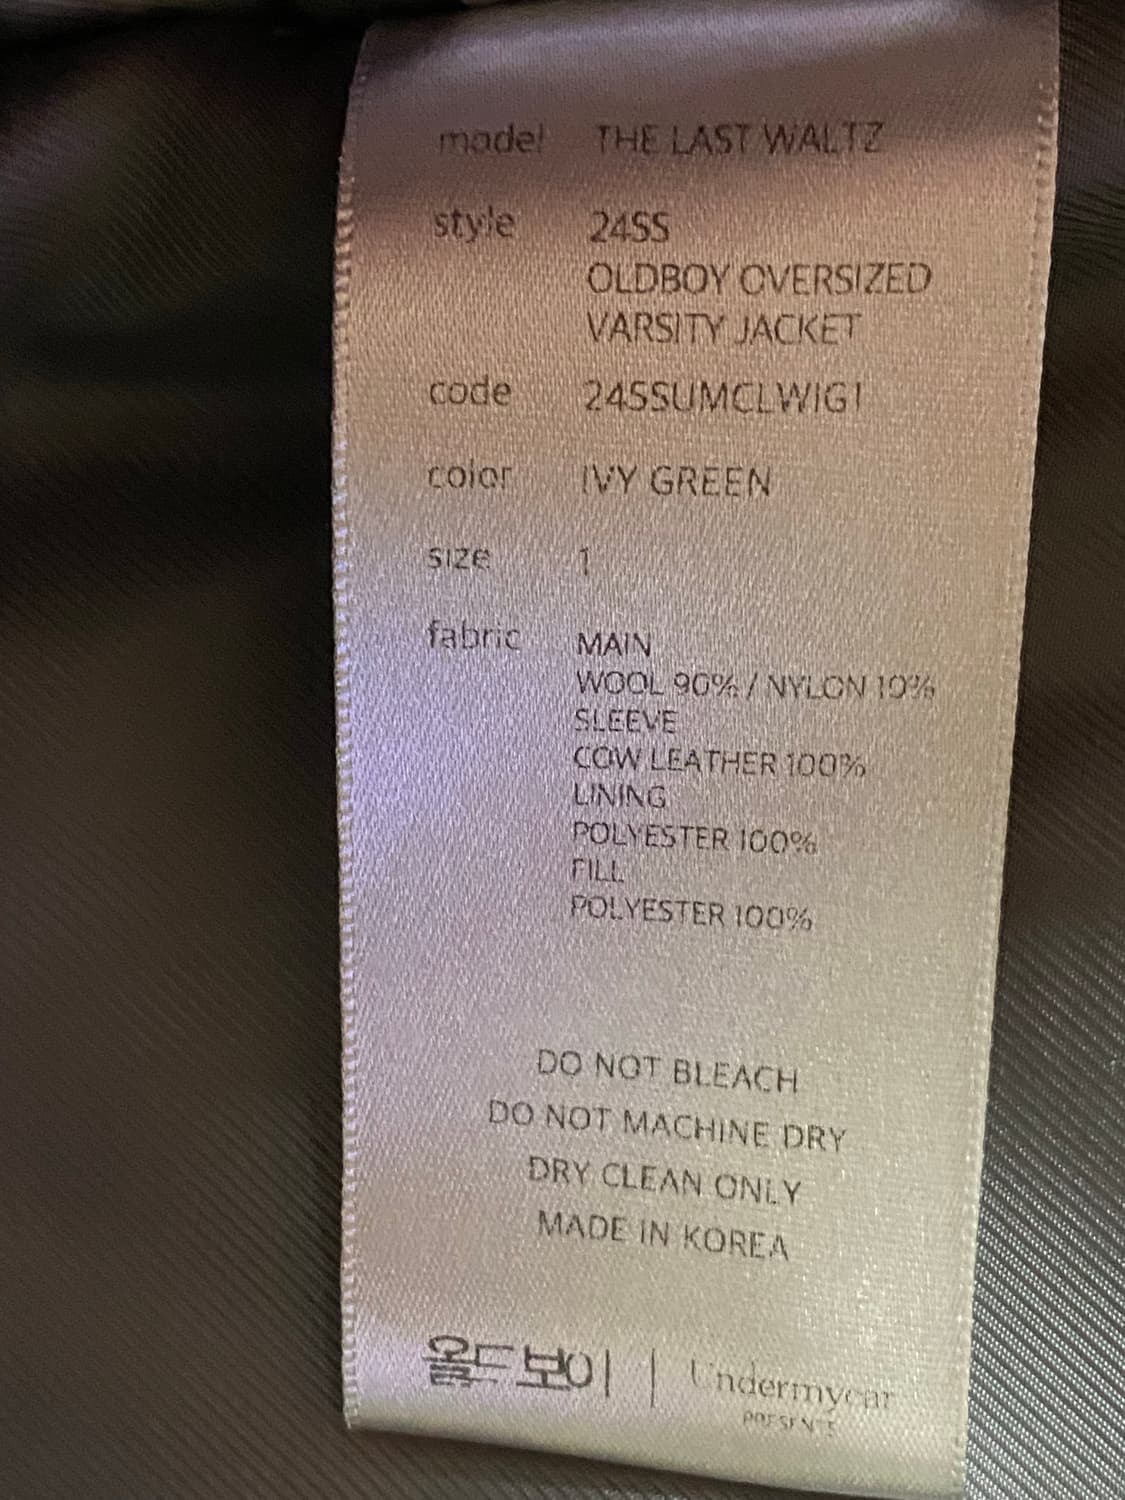 model THE LAST WALTZ
style 24SS
OLDBOY OVERSIZED
VARSITY JACKET
code 24SSUMCLWIG1
color IVY GREEN
size 1
fabric MAIN
WOOL 90% / NYLON 10%
SLEEVE
COW LEATHER 100%
LINING
POLYESTER 100%
FILL
POLYESTER 100%
DO NOT BLEACH
DO NOT MACHINE DRY
DRY CLEAN ONLY
MADE IN KOREA
올드보이 | Undermycar
PRESENTS